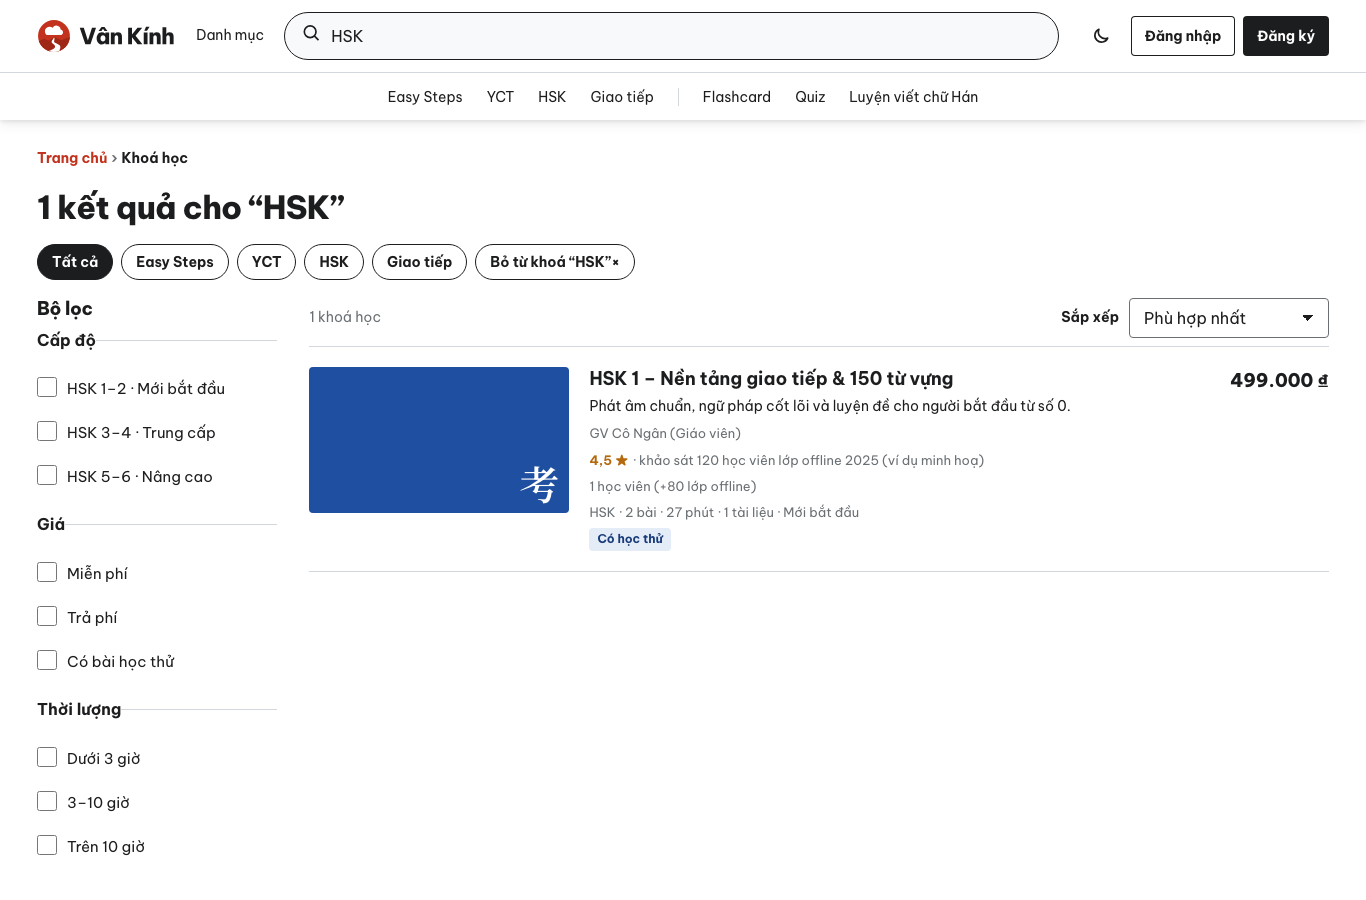 Vân Kính
Danh mục
HSK
Đăng nhập
Đăng ký
Easy Steps
YCT
HSK
Giao tiếp
Flashcard
Quiz
Luyện viết chữ Hán
Trang chủ › Khoá học
1 kết quả cho “HSK”
Tất cả
Easy Steps
YCT
HSK
Giao tiếp
Bỏ từ khoá “HSK”×
Bộ lọc
Cấp độ
HSK 1–2 · Mới bắt đầu
HSK 3–4 · Trung cấp
HSK 5–6 · Nâng cao
Giá
Miễn phí
Trả phí
Có bài học thử
Thời lượng
Dưới 3 giờ
3–10 giờ
Trên 10 giờ
1 khoá học
Sắp xếp
Phù hợp nhất
考
HSK 1 – Nền tảng giao tiếp & 150 từ vựng
499.000 ₫
Phát âm chuẩn, ngữ pháp cốt lõi và luyện đề cho người bắt đầu từ số 0.
GV Cô Ngân (Giáo viên)
4,5 ★ · khảo sát 120 học viên lớp offline 2025 (ví dụ minh hoạ)
1 học viên (+80 lớp offline)
HSK · 2 bài · 27 phút · 1 tài liệu · Mới bắt đầu
Có học thử